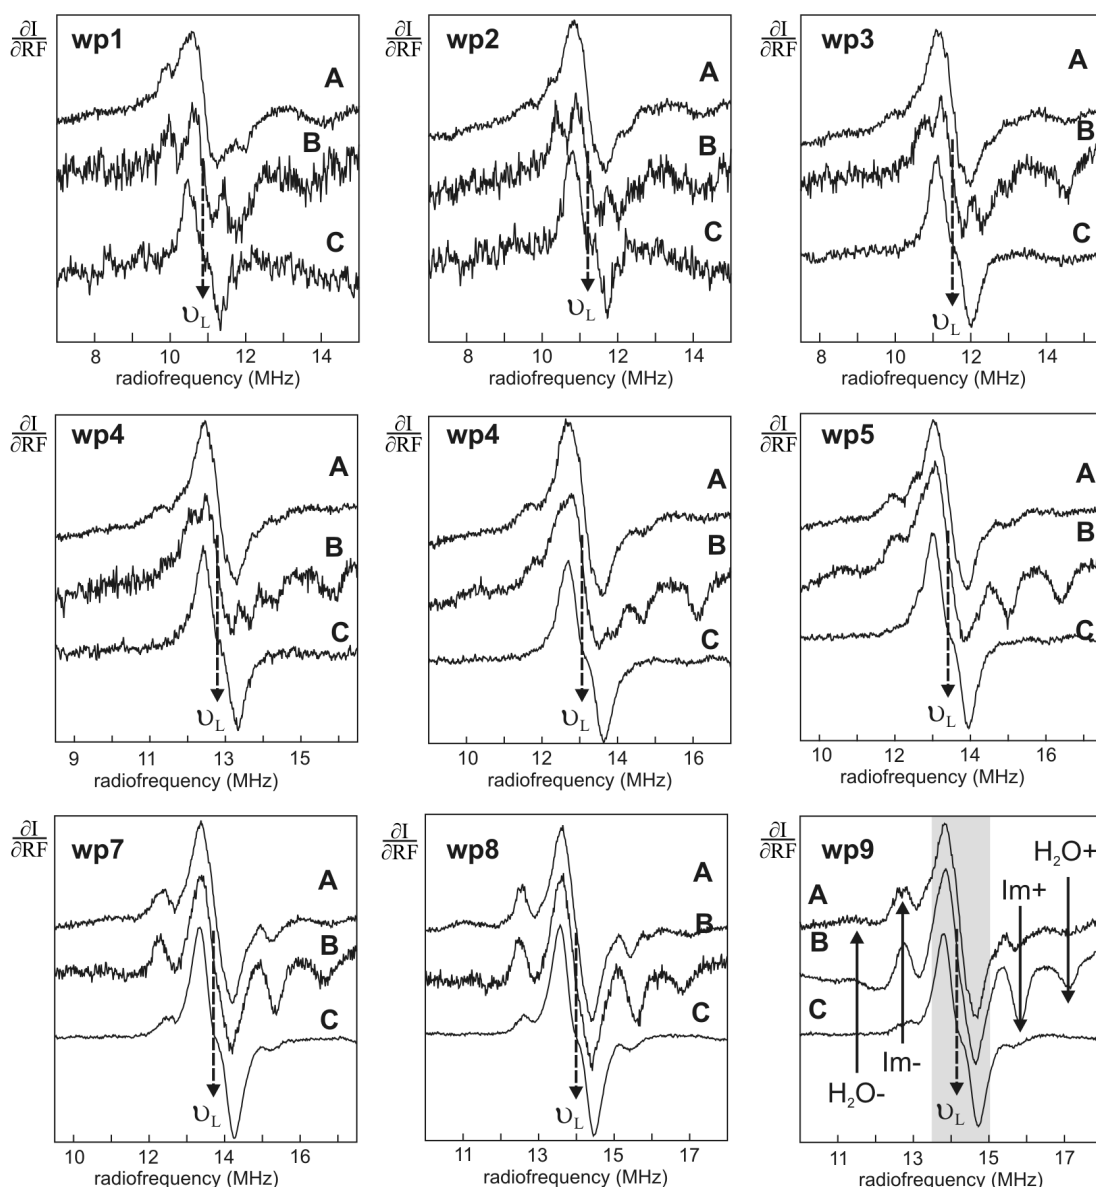 ∂I/∂RF wp1 A B C υL
8 10 12 14
radiofrequency (MHz)
∂I/∂RF wp2 A B C υL
8 10 12 14
radiofrequency (MHz)
∂I/∂RF wp3 A B C υL
8 10 12 14
radiofrequency (MHz)
∂I/∂RF wp4 A B C υL
9 11 13 15
radiofrequency (MHz)
∂I/∂RF wp4 A B C υL
10 12 14 16
radiofrequency (MHz)
∂I/∂RF wp5 A B C υL
10 12 14 16
radiofrequency (MHz)
∂I/∂RF wp7 A B C υL
10 12 14 16
radiofrequency (MHz)
∂I/∂RF wp8 A B C υL
11 13 15 17
radiofrequency (MHz)
∂I/∂RF wp9
H2O+
A Im+
B
C
Im-
H2O- υL
11 13 15 17
radiofrequency (MHz)